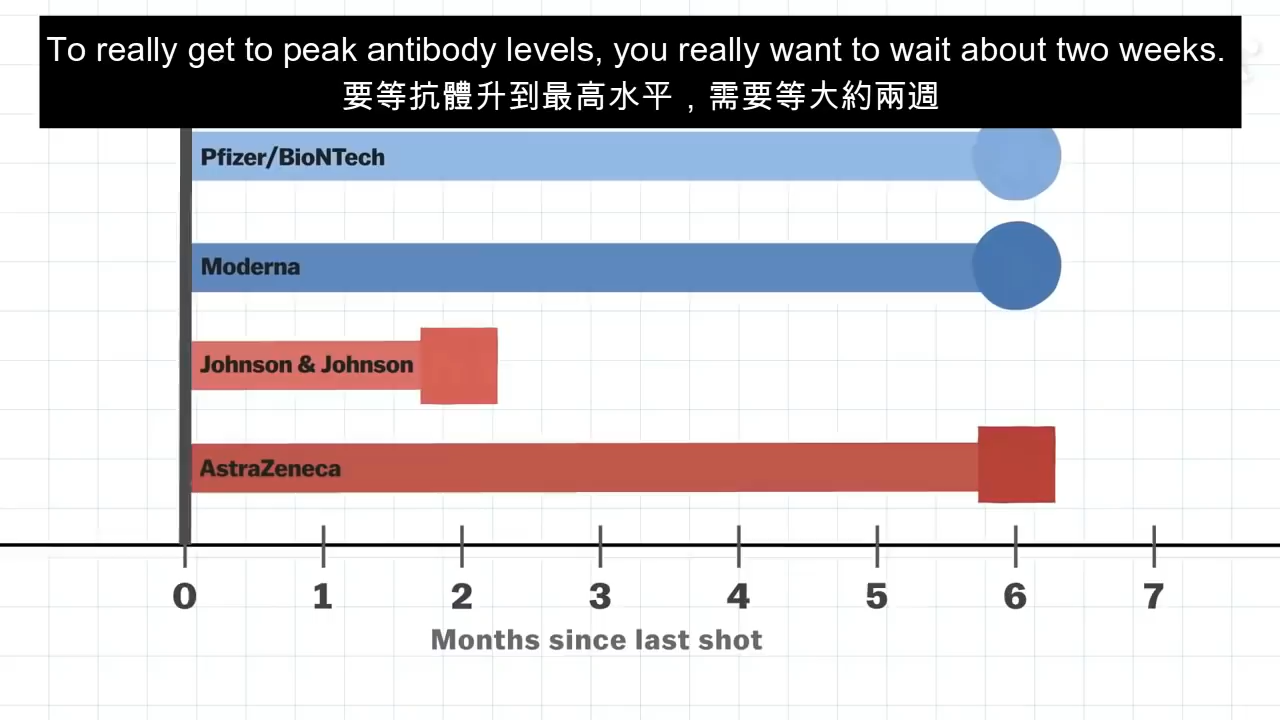 To really get to peak antibody levels, you really want to wait about two weeks.
要等抗體升到最高水平，需要等大約兩週
Pfizer/BioNTech
Moderna
Johnson & Johnson
AstraZeneca
0 1 2 3 4 5 6 7
Months since last shot